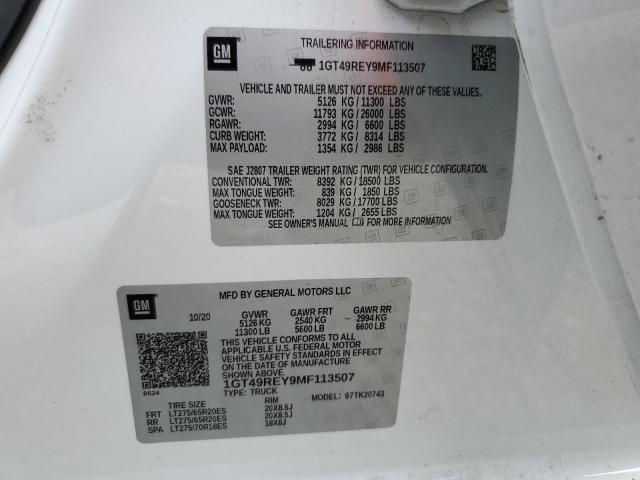 GM
TRAILERING INFORMATION
1GT49REY9MF113507
VEHICLE AND TRAILER MUST NOT EXCEED ANY OF THESE VALUES.
GVWR: 5126 KG / 11300 LBS
GCWR: 11793 KG / 26000 LBS
RGAWR: 2994 KG / 6600 LBS
CURB WEIGHT: 3772 KG / 8314 LBS
MAX PAYLOAD: 1354 KG / 2986 LBS
SAE J2807 TRAILER WEIGHT RATING (TWR) FOR VEHICLE CONFIGURATION.
CONVENTIONAL TWR: 8392 KG / 18500 LBS
MAX TONGUE WEIGHT: 839 KG / 1850 LBS
GOOSENECK TWR: 8029 KG / 17700 LBS
MAX TONGUE WEIGHT: 1204 KG / 2655 LBS
SEE OWNER'S MANUAL FOR MORE INFORMATION
GM
MFD BY GENERAL MOTORS LLC
10/20 GVWR GAWR FRT GAWR RR
5126 KG 2540 KG 2994 KG
11300 LB 5600 LB 6600 LB
THIS VEHICLE CONFORMS TO ALL
APPLICABLE U.S. FEDERAL MOTOR
VEHICLE SAFETY STANDARDS IN EFFECT
ON THE DATE OF MANUFACTURE SHOWN ABOVE.
1GT49REY9MF113507
8624 TYPE: TRUCK MODEL: 97TK20743
TIRE SIZE RIM
FRT LT275/65R20ES 20X8.5J
RR LT275/65R20ES 20X8.5J
SPA LT275/70R18ES 18X8J